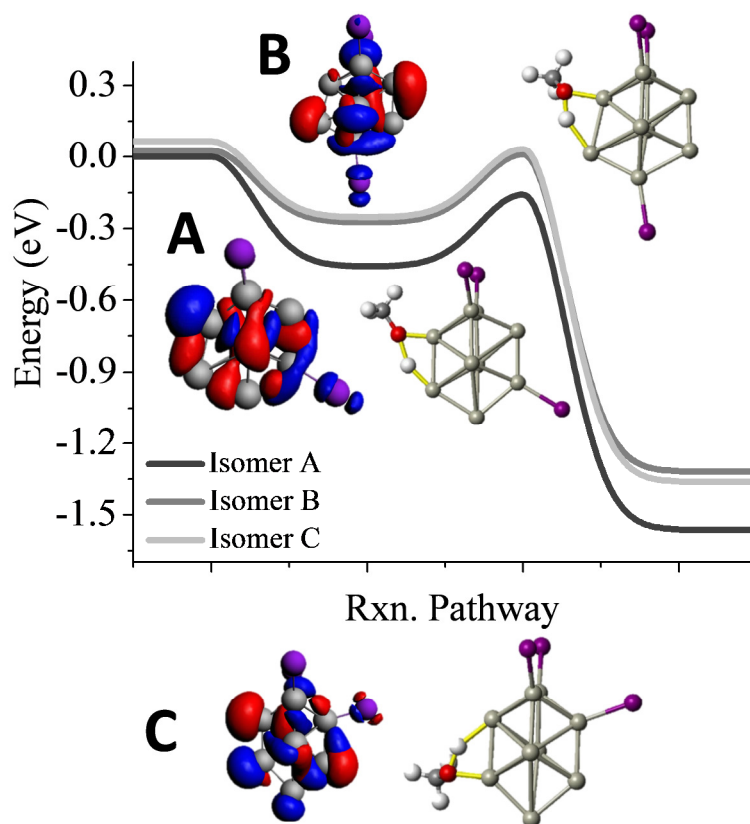 B
0.3
0.0
A
-0.3
-0.6
-0.9
-1.2
-1.5
Energy (eV)
Isomer A
Isomer B
Isomer C
Rxn. Pathway
C